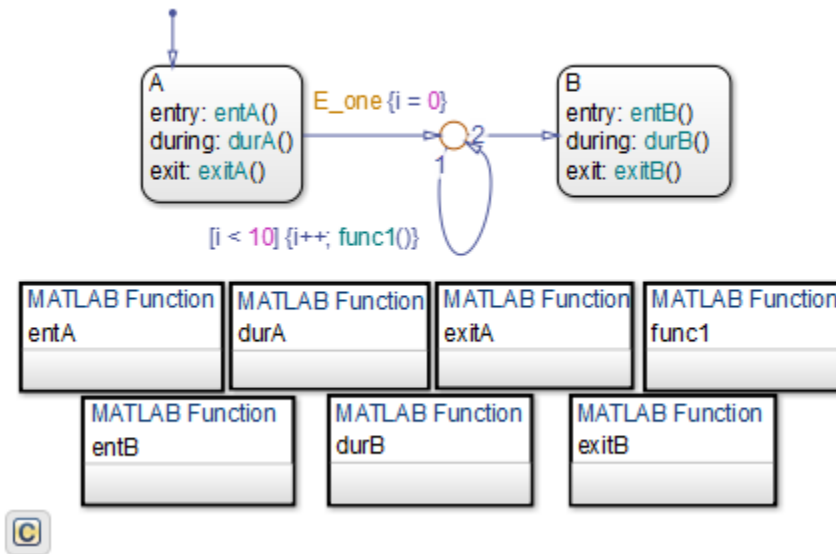 A
entry: entA()
during: durA()
exit: exitA()
E_one {i = 0}
2
1
[i < 10] {i++; func1()}
B
entry: entB()
during: durB()
exit: exitB()
MATLAB Function
entA
MATLAB Function
durA
MATLAB Function
exitA
MATLAB Function
func1
MATLAB Function
entB
MATLAB Function
durB
MATLAB Function
exitB
C